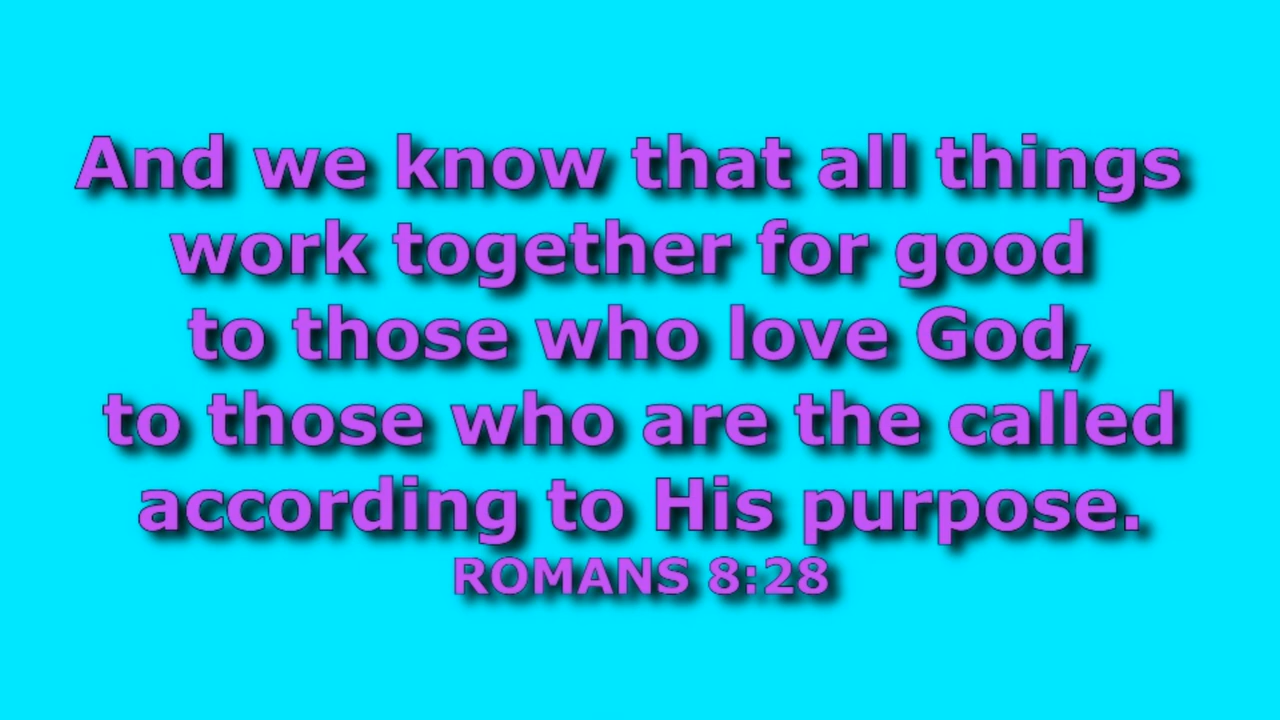 And we know that all things
work together for good
to those who love God,
to those who are the called
according to His purpose.
ROMANS 8:28